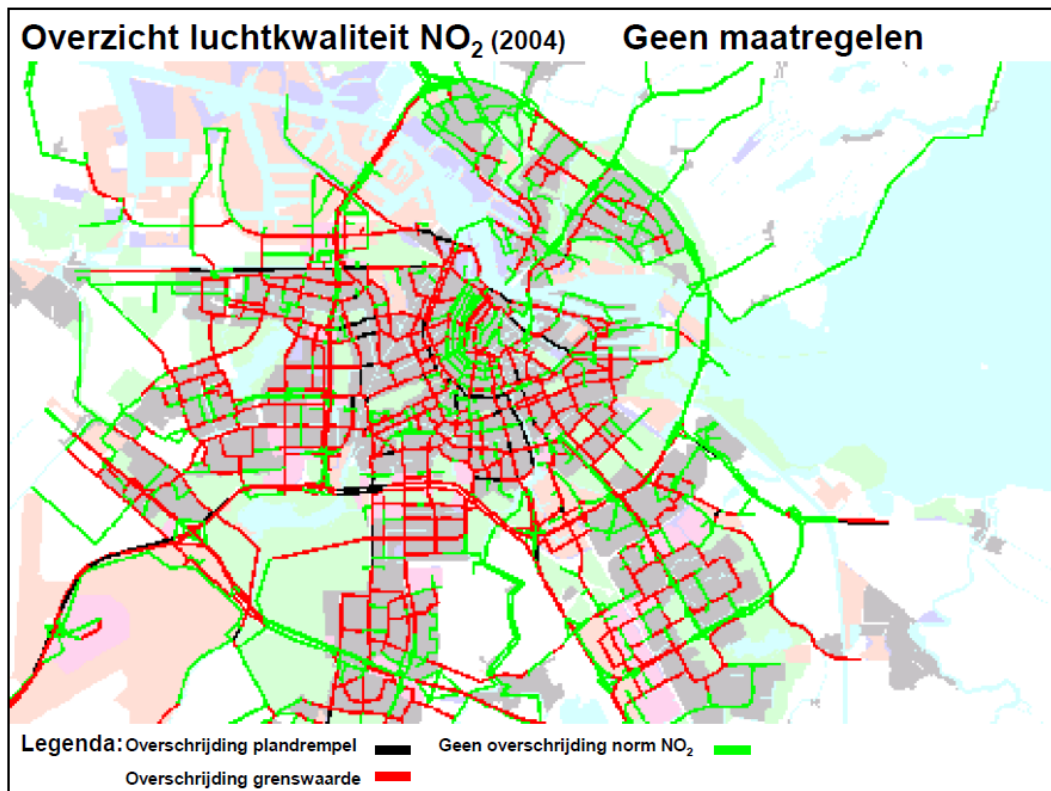 Overzicht luchtkwaliteit NO₂ (2004) Geen maatregelen
Legenda: Overschrijding plandrempel Geen overschrijding norm NO₂
Overschrijding grenswaarde